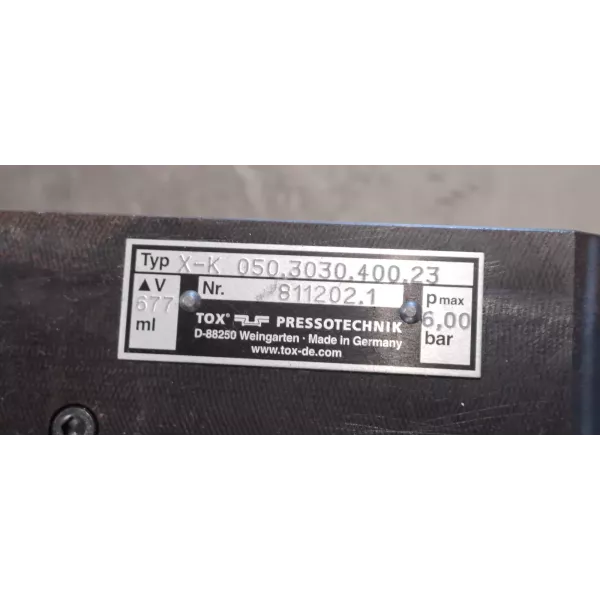 Typ X-K 050.3030.400.23
▲V Nr. 811202.1 pmax
677 6,00
ml bar
TOX® PRESSOTECHNIK
D-88250 Weingarten · Made in Germany
www.tox-de.com